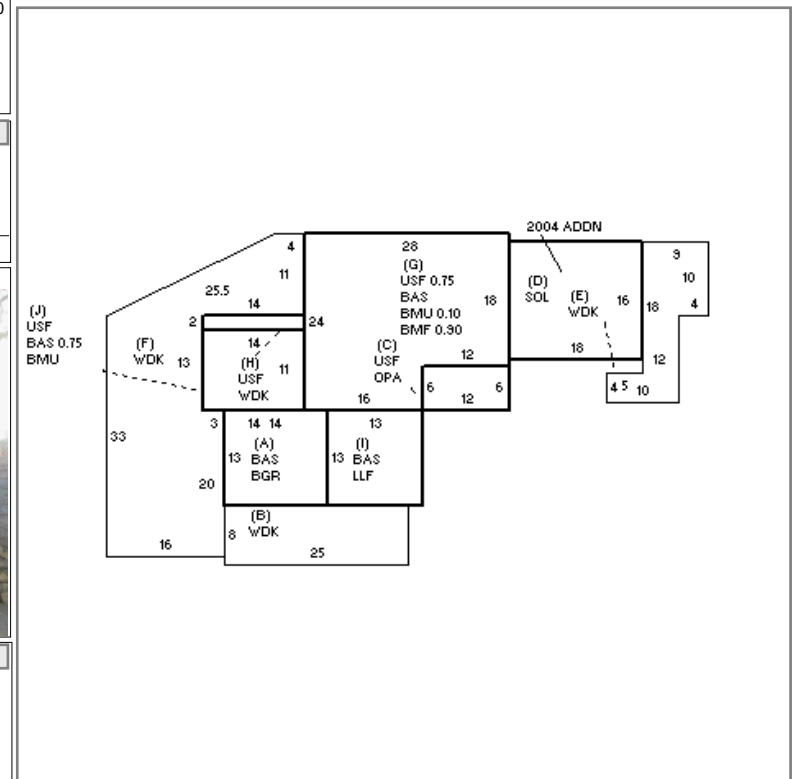 2004 ADDN
4
28
9
11
(G)
USF 0.75
BAS
BMU 0.10
BMF 0.90
(D)
SOL
(E)
WDK
16
18
10
4
25.5
14
18
(J)
USF
BAS 0.75
BMU
2
24
(F)
WDK
13
14
(H)
USF
WDK
11
(C)
USF
OPA
12
18
12
6
6
4 5
10
16
12
3
14 14
13
33
(A)
BAS
BGR
13
(I)
BAS
LLF
13
20
(B)
WDK
8
16
25